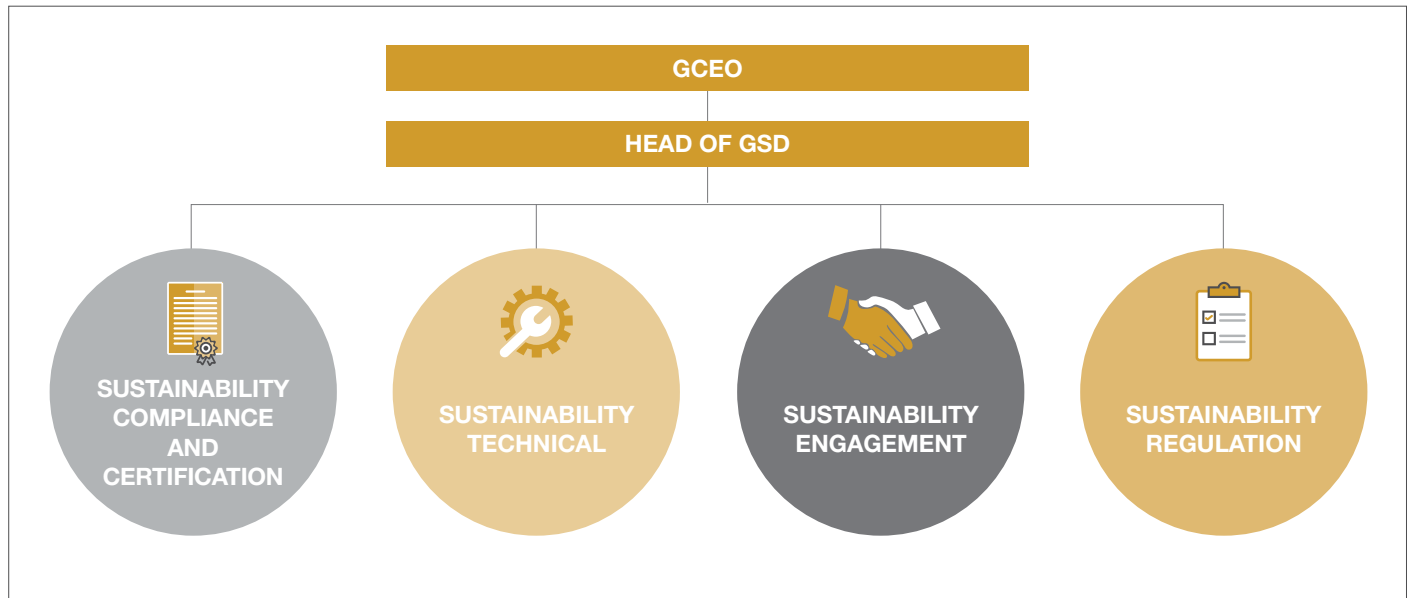 GCEO
HEAD OF GSD
SUSTAINABILITY
COMPLIANCE
AND
CERTIFICATION
SUSTAINABILITY
TECHNICAL
SUSTAINABILITY
ENGAGEMENT
SUSTAINABILITY
REGULATION